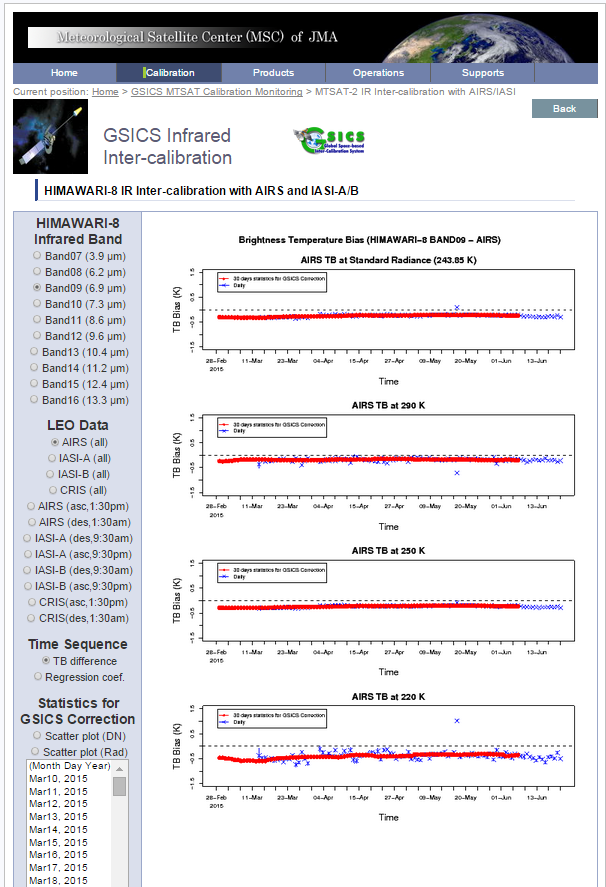 Meteorological Satellite Center (MSC) of JMA
Home Calibration Products Operations Supports
Current position: Home > GSICS MTSAT Calibration Monitoring > MTSAT-2 IR Inter-calibration with AIRS/IASI
Back
GSICS Infrared
Inter-calibration
GSICS
Global Space-based
Inter-Calibration System
HIMAWARI-8 IR Inter-calibration with AIRS and IASI-A/B
HIMAWARI-8
Infrared Band
Band07 (3.9 µm)
Band08 (6.2 µm)
Band09 (6.9 µm)
Band10 (7.3 µm)
Band11 (8.6 µm)
Band12 (9.6 µm)
Band13 (10.4 µm)
Band14 (11.2 µm)
Band15 (12.4 µm)
Band16 (13.3 µm)
LEO Data
AIRS (all)
IASI-A (all)
IASI-B (all)
CRIS (all)
AIRS (asc,1:30pm)
AIRS (des,1:30am)
IASI-A (des,9:30am)
IASI-A (asc,9:30pm)
IASI-B (des,9:30am)
IASI-B (asc,9:30pm)
CRIS(asc,1:30pm)
CRIS(des,1:30am)
Time Sequence
TB difference
Regression coef.
Statistics for
GSICS Correction
Scatter plot (DN)
Scatter plot (Rad)
(Month Day Year)
Mar10, 2015
Mar11, 2015
Mar12, 2015
Mar13, 2015
Mar14, 2015
Mar15, 2015
Mar16, 2015
Mar17, 2015
Mar18, 2015
Brightness Temperature Bias (HIMAWARI-8 BAND09 - AIRS)
AIRS TB at Standard Radiance (243.85 K)
30 days statistics for GSICS Correction
Daily
TB Bias (K)
1.5
0.5
-0.5
-1.5
28-Feb 11-Mar 23-Mar 04-Apr 15-Apr 27-Apr 09-May 20-May 01-Jun 13-Jun
2015
Time
AIRS TB at 290 K
30 days statistics for GSICS Correction
Daily
TB Bias (K)
1.5
0.5
-0.5
-1.5
28-Feb 11-Mar 23-Mar 04-Apr 15-Apr 27-Apr 09-May 20-May 01-Jun 13-Jun
2015
Time
AIRS TB at 250 K
30 days statistics for GSICS Correction
Daily
TB Bias (K)
1.5
0.5
-0.5
-1.5
28-Feb 11-Mar 23-Mar 04-Apr 15-Apr 27-Apr 09-May 20-May 01-Jun 13-Jun
2015
Time
AIRS TB at 220 K
30 days statistics for GSICS Correction
Daily
TB Bias (K)
1.5
0.5
-0.5
-1.5
28-Feb 11-Mar 23-Mar 04-Apr 15-Apr 27-Apr 09-May 20-May 01-Jun 13-Jun
2015
Time